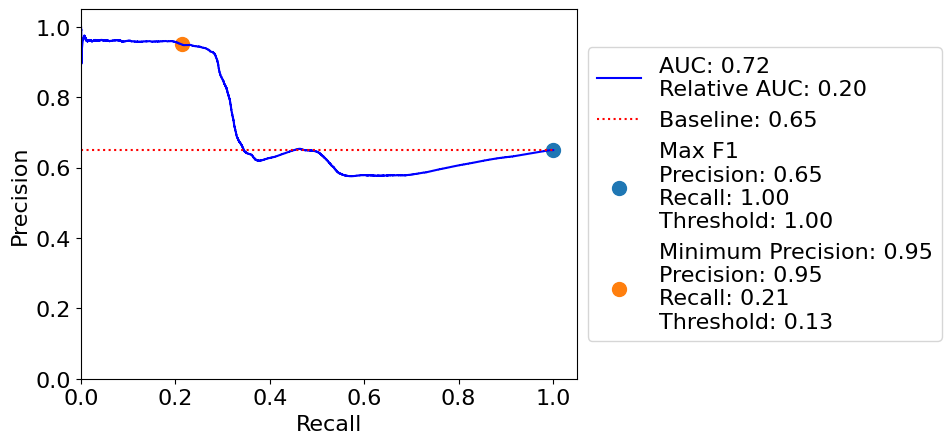 1.0
0.8
0.6
0.4
0.2
0.0
0.0 0.2 0.4 0.6 0.8 1.0
Precision
Recall
AUC: 0.72
Relative AUC: 0.20
Baseline: 0.65
Max F1
Precision: 0.65
Recall: 1.00
Threshold: 1.00
Minimum Precision: 0.95
Precision: 0.95
Recall: 0.21
Threshold: 0.13